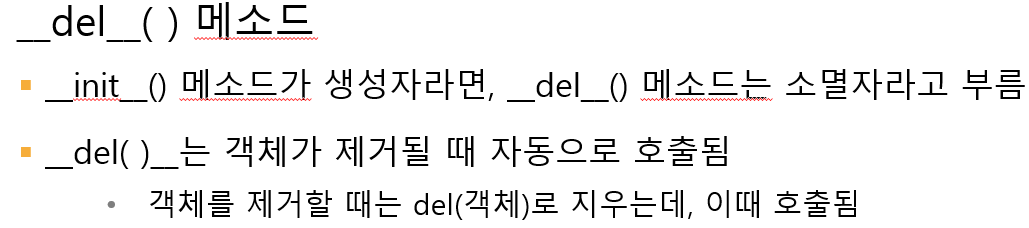 __del__( ) 메소드
▪ __init__() 메소드가 생성자라면, __del__() 메소드는 소멸자라고 부름
▪ __del( )__는 객체가 제거될 때 자동으로 호출됨
• 객체를 제거할 때는 del(객체)로 지우는데, 이때 호출됨